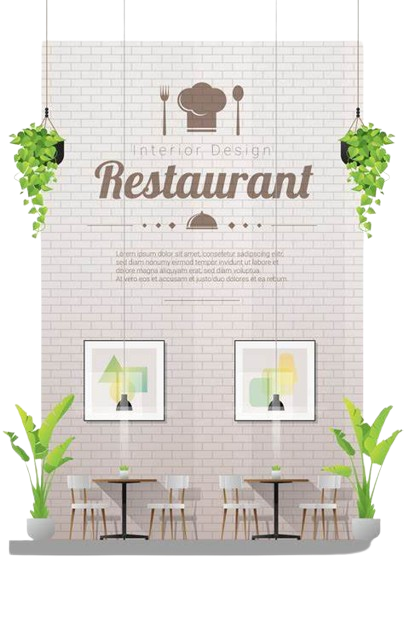 Interior Design
Restaurant
Lorem ipsum dolor sit amet, consetetur sadipscing elitr,
sed diam nonumy eirmod tempor invidunt ut labore et
dolore magna aliquyam erat, sed diam voluptua.
At vero eos et accusam et justo duo dolores et ea rebum.